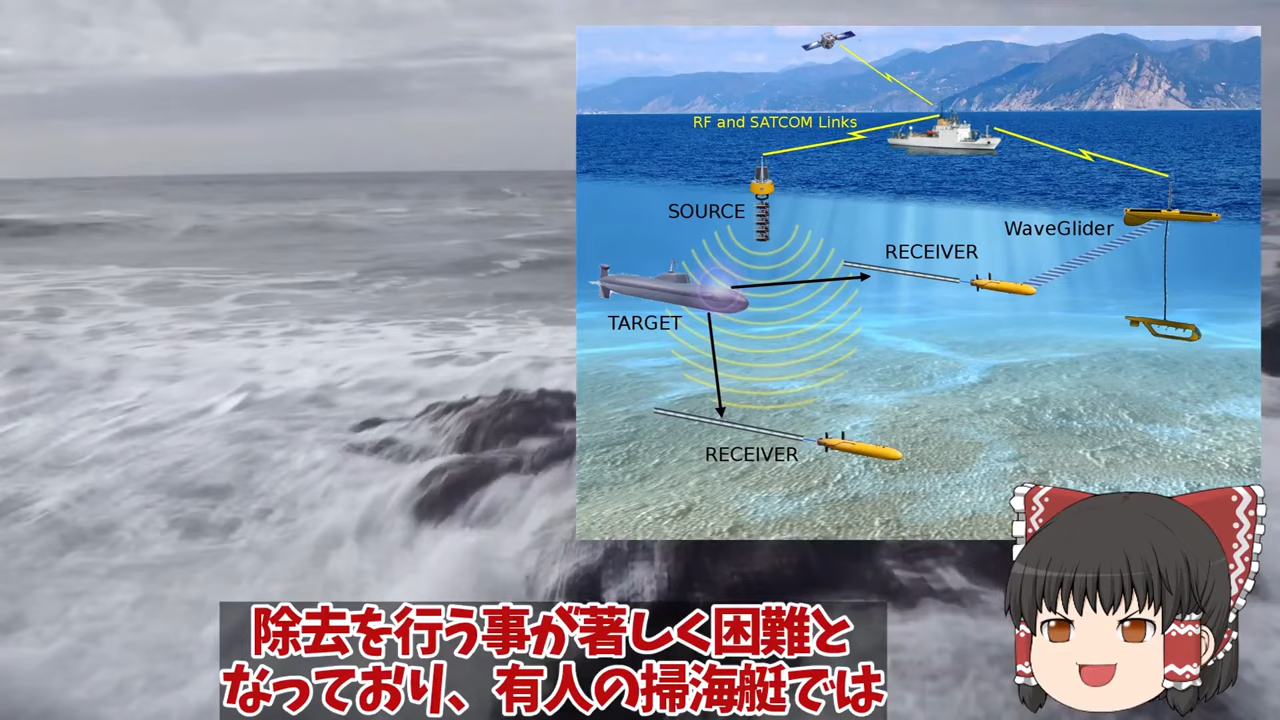 RF and SATCOM Links
SOURCE
WaveGlider
RECEIVER
TARGET
RECEIVER
除去を行う事が著しく困難と
なっており、有人の掃海艇では